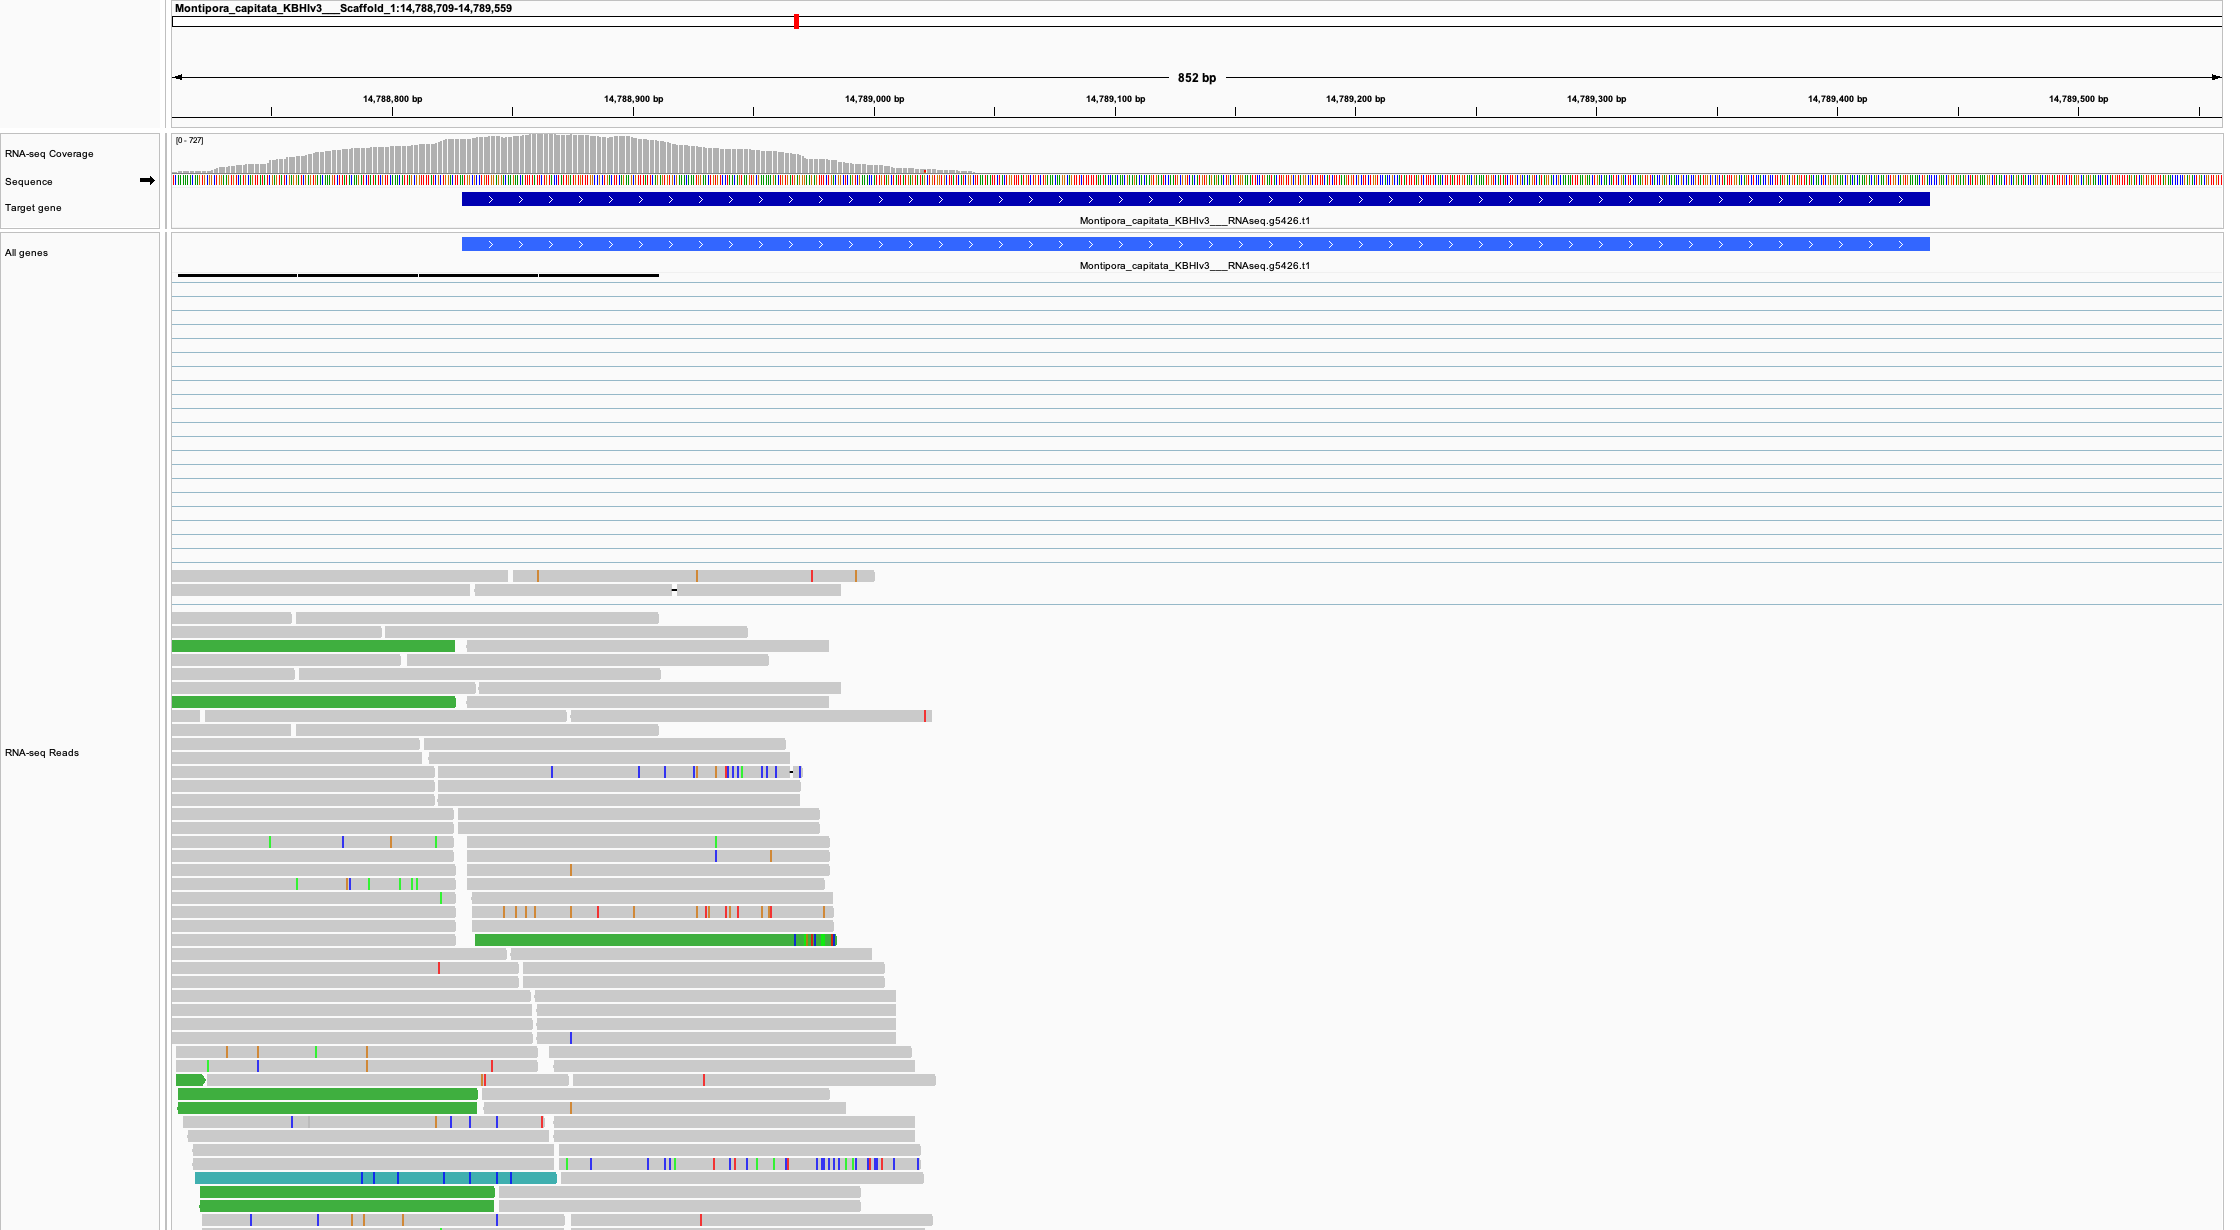 Montipora_capitata_KBHIv3___Scaffold_1:14,788,709-14,789,559
852 bp
14,788,800 bp 14,788,900 bp 14,789,000 bp 14,789,100 bp 14,789,200 bp 14,789,300 bp 14,789,400 bp 14,789,500 bp
[0 - 727]
RNA-seq Coverage
Sequence
Target gene
Montipora_capitata_KBHIv3___RNAseq.g5426.t1
All genes
Montipora_capitata_KBHIv3___RNAseq.g5426.t1
RNA-seq Reads